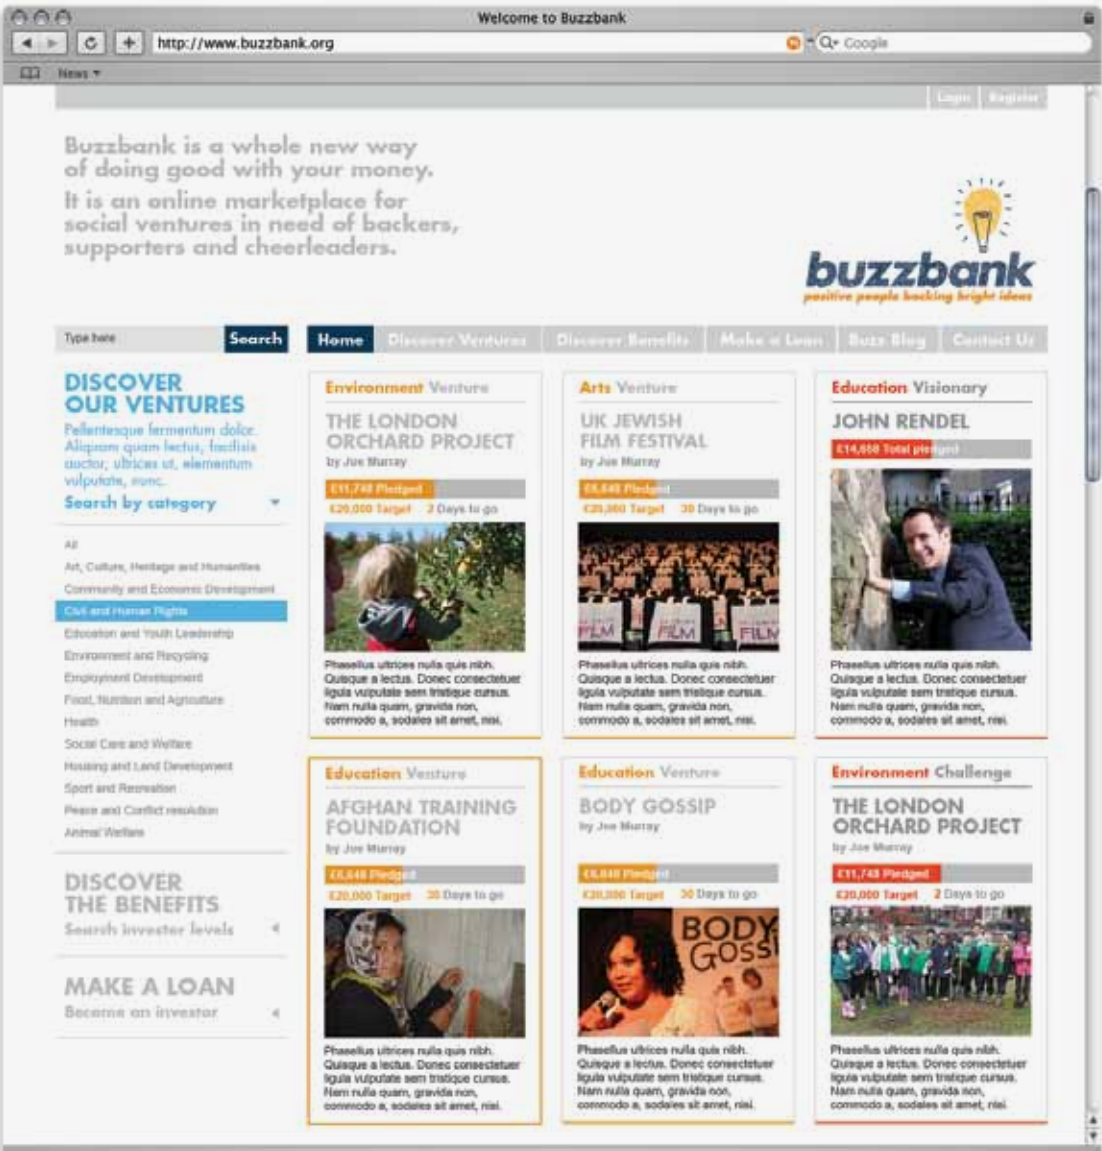 Welcome to Buzzbank
http://www.buzzbank.org
Google
News
Login Register
Buzzbank is a whole new way
of doing good with your money.
It is an online marketplace for
social ventures in need of backers,
supporters and cheerleaders.
buzzbank
positive people backing bright ideas
Type here
Search
Home
Discover Ventures
Discover Benefits
Make a Loan
Buzz Blog
Contact Us
DISCOVER
OUR VENTURES
Pellentesque fermentum dolor.
Aliquam quam lectus, facilisis
auctor, ultrices ut, elementum
vulputate, nunc.
Search by category
All
Art, Culture, Heritage and Humanities
Community and Economic Development
Civil and Human Rights
Education and Youth Leadership
Environment and Recycling
Employment Development
Food, Nutrition and Agriculture
Health
Social Care and Welfare
Housing and Land Development
Sport and Recreation
Peace and Conflict resolution
Animal Welfare
DISCOVER
THE BENEFITS
Search investor levels
MAKE A LOAN
Become an investor
Environment Venture
THE LONDON
ORCHARD PROJECT
by Joe Murray
£11,748 Pledged
£20,000 Target 2 Days to go
Phasellus ultrices nulla quis nibh.
Quisque a lectus. Donec consectetuer
ligula vulputate sem tristique cursus.
Nam nulla quam, gravida non,
commodo a, sodales sit amet, nisi.
Arts Venture
UK JEWISH
FILM FESTIVAL
by Joe Murray
Pledged
£20,000 Target 30 Days to go
FILM
FILM
Phasellus ultrices nulla quis nibh.
Quisque a lectus. Donec consectetuer
ligula vulputate sem tristique cursus.
Nam nulla quam, gravida non,
commodo a, sodales sit amet, nisi.
Education Visionary
JOHN RENDEL
Total pledged
Phasellus ultrices nulla quis nibh.
Quisque a lectus. Donec consectetuer
ligula vulputate sem tristique cursus.
Nam nulla quam, gravida non,
commodo a, sodales sit amet, nisi.
Education Venture
AFGHAN TRAINING
FOUNDATION
by Joe Murray
Pledged
£20,000 Target 30 Days to go
Phasellus ultrices nulla quis nibh.
Quisque a lectus. Donec consectetuer
ligula vulputate sem tristique cursus.
Nam nulla quam, gravida non,
commodo a, sodales sit amet, nisi.
Education Venture
BODY GOSSIP
by Joe Murray
Pledged
£20,000 Target 30 Days to go
BODY
Phasellus ultrices nulla quis nibh.
Quisque a lectus. Donec consectetuer
ligula vulputate sem tristique cursus.
Nam nulla quam, gravida non,
commodo a, sodales sit amet, nisi.
Environment Challenge
THE LONDON
ORCHARD PROJECT
by Joe Murray
£11,748 Pledged
£20,000 Target 2 Days to go
Phasellus ultrices nulla quis nibh.
Quisque a lectus. Donec consectetuer
ligula vulputate sem tristique cursus.
Nam nulla quam, gravida non,
commodo a, sodales sit amet, nisi.